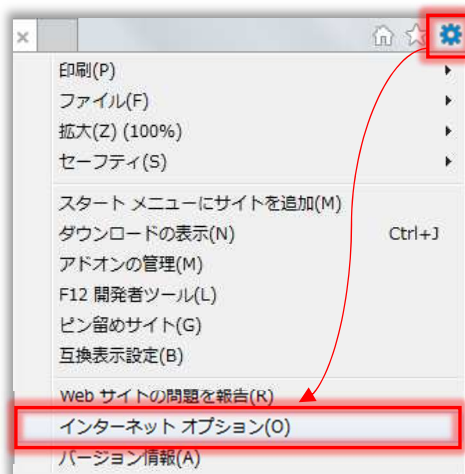 印刷(P)
ファイル(F)
拡大(Z) (100%)
セーフティ(S)
スタート メニューにサイトを追加(M)
ダウンロードの表示(N) Ctrl+J
アドオンの管理(M)
F12 開発者ツール(L)
ピン留めサイト(G)
互換表示設定(B)
Web サイトの問題を報告(R)
インターネット オプション(O)
バージョン情報(A)